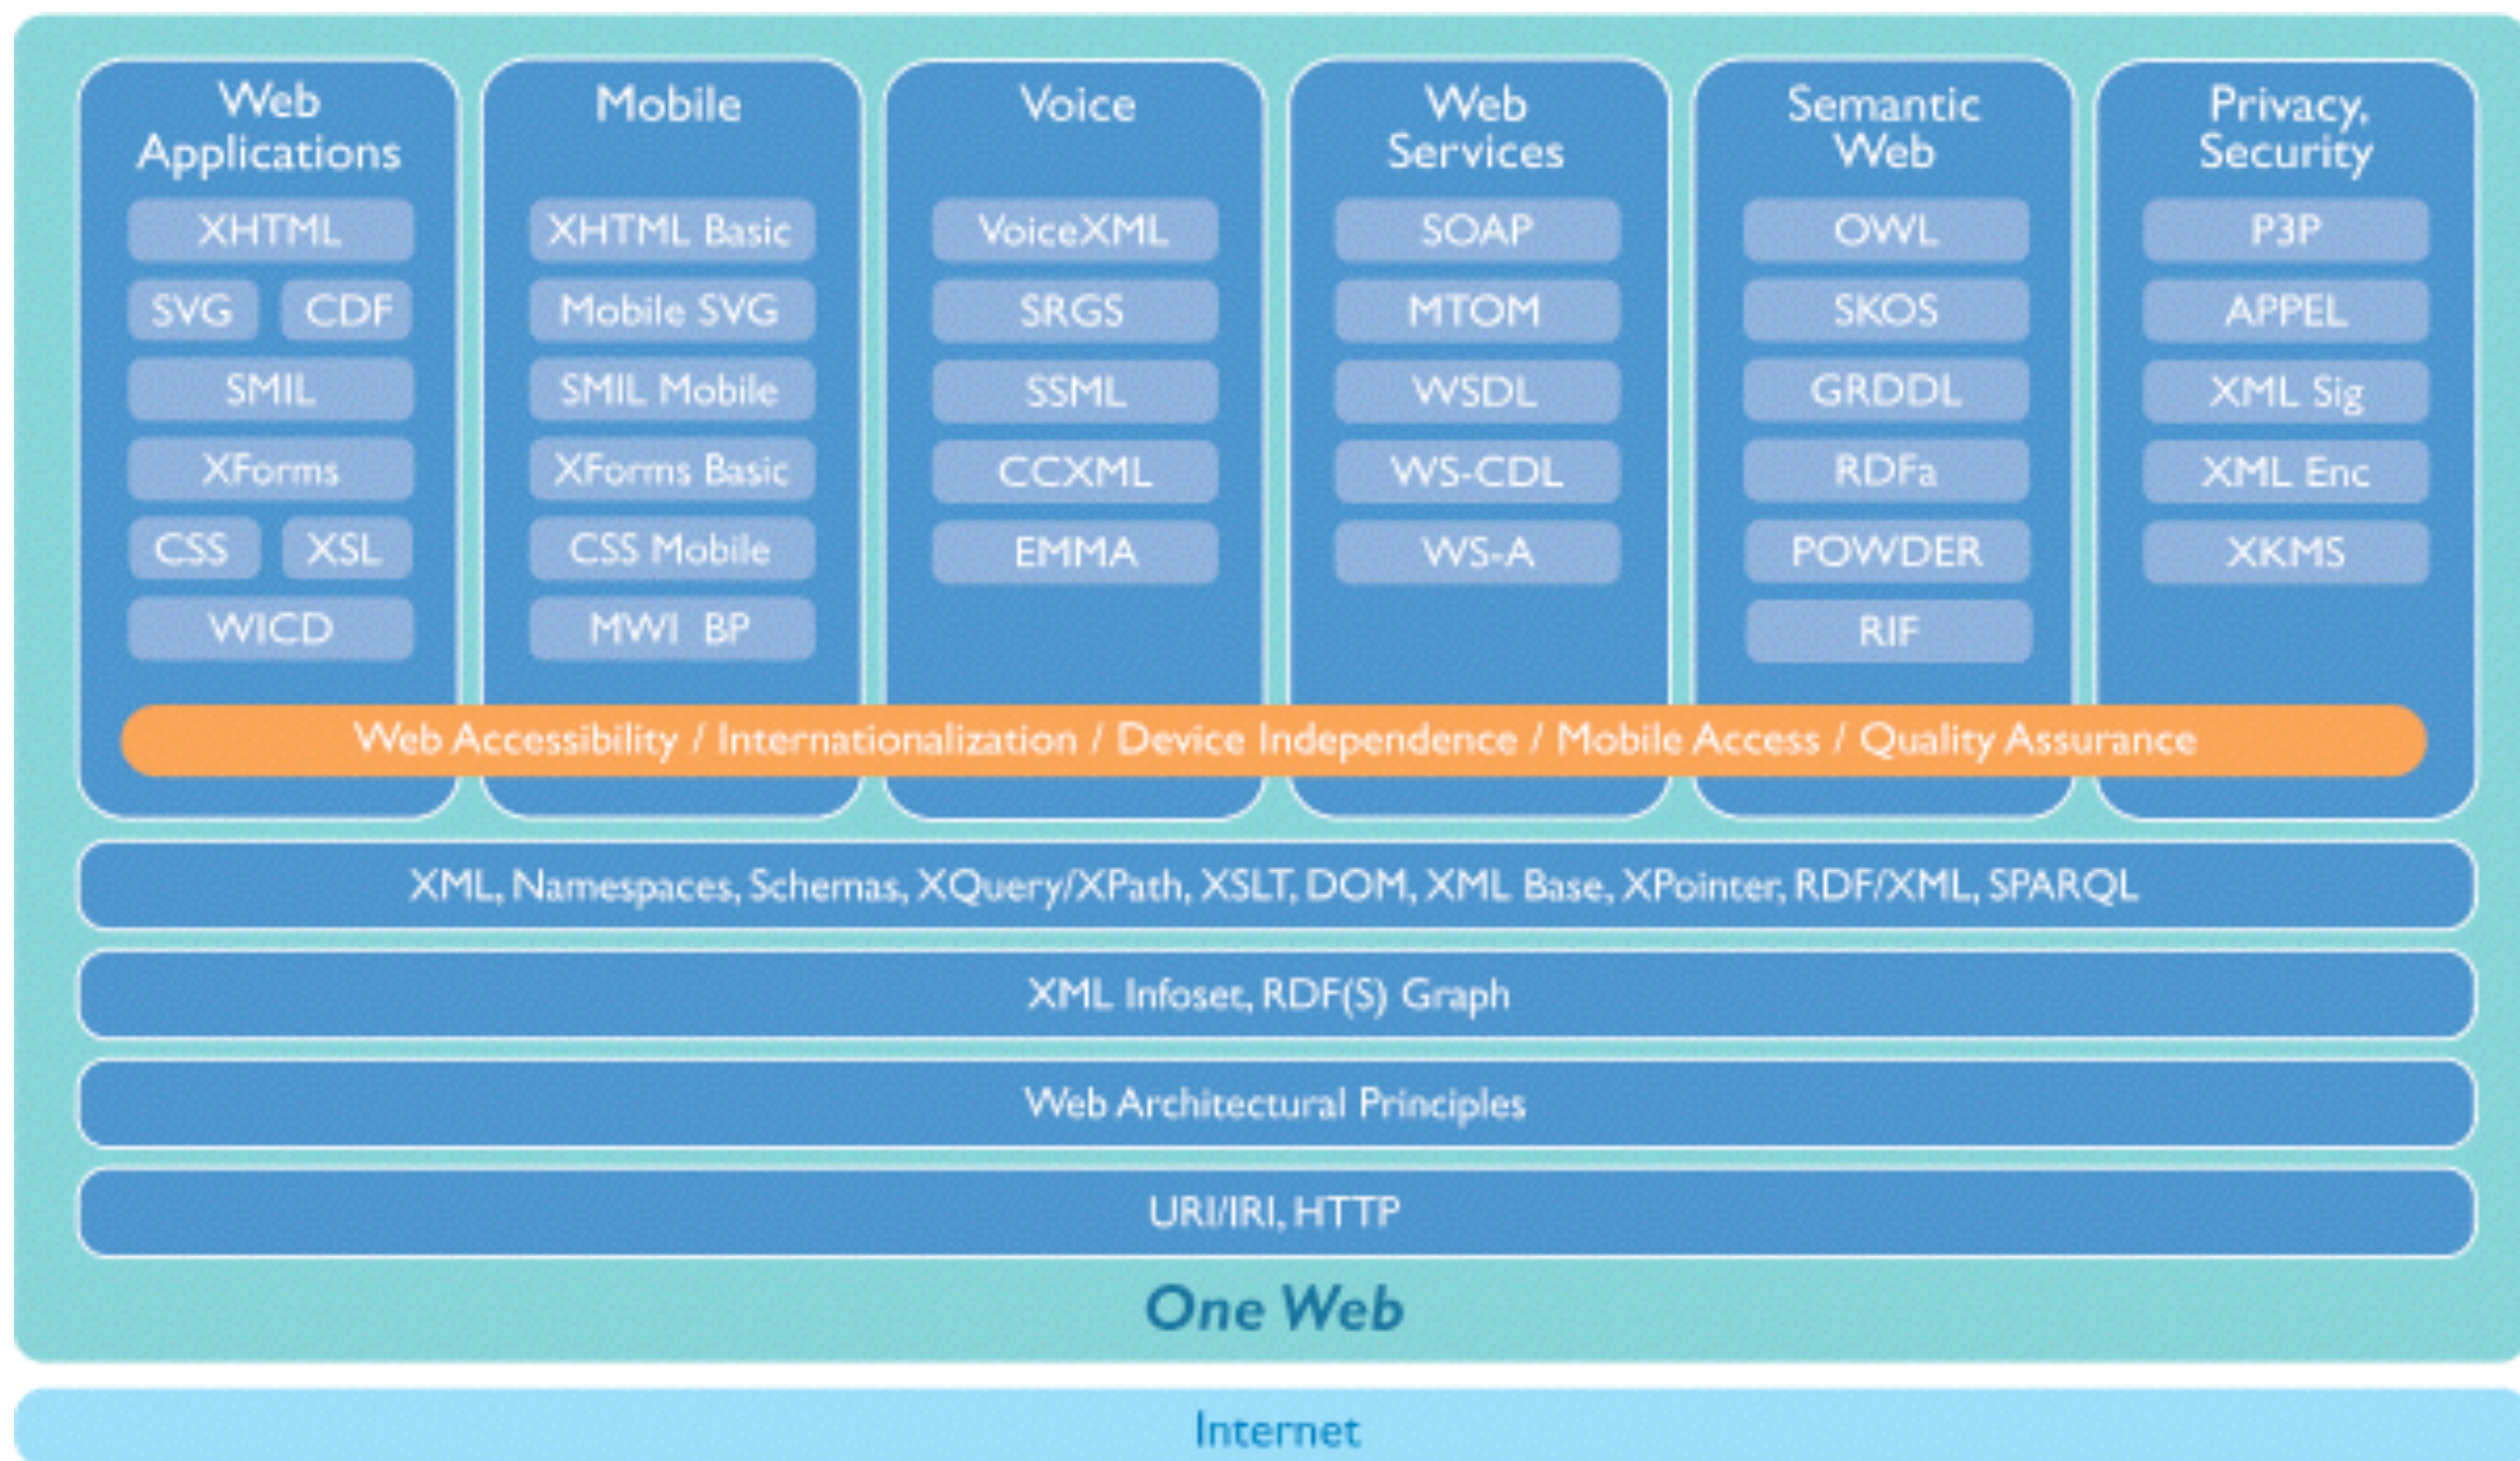 Web
Applications
XHTML
SVG
CDF
SMIL
XForms
CSS
XSL
WICD
Mobile
XHTML Basic
Mobile SVG
SMIL Mobile
XForms Basic
CSS Mobile
MWI BP
Voice
VoiceXML
SRGS
SSML
CCXML
EMMA
Web
Services
SOAP
MTOM
WSDL
WS-CDL
WS-A
Semantic
Web
OWL
SKOS
GRDDL
RDFa
POWDER
RIF
Privacy,
Security
P3P
APPEL
XML Sig
XML Enc
XKMS
Web Accessibility / Internationalization / Device Independence / Mobile Access / Quality Assurance
XML, Namespaces, Schemas, XQuery/XPath, XSLT, DOM, XML Base, XPointer, RDF/XML, SPARQL
XML Infoset, RDF(S) Graph
Web Architectural Principles
URI/IRI, HTTP
One Web
Internet